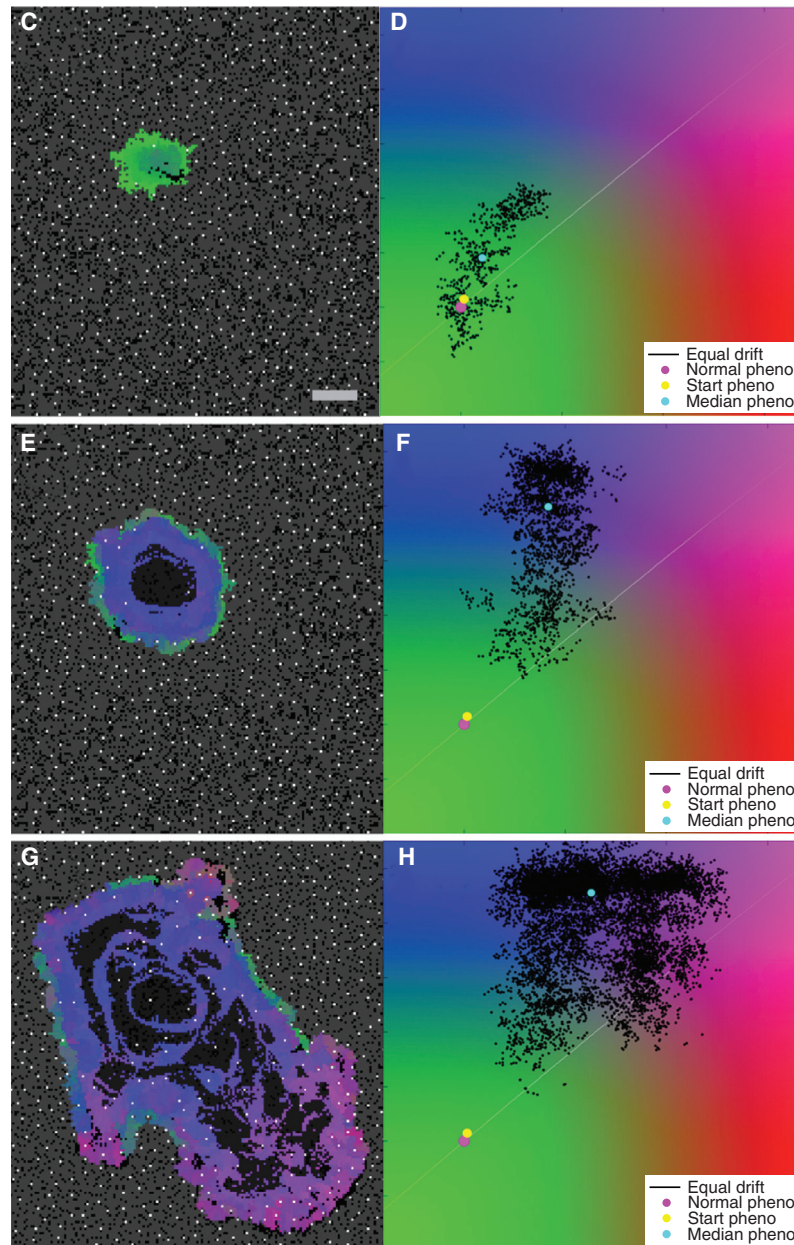 C
D
Equal drift
Normal pheno
Start pheno
Median pheno
E
F
Equal drift
Normal pheno
Start pheno
Median pheno
G
H
Equal drift
Normal pheno
Start pheno
Median pheno